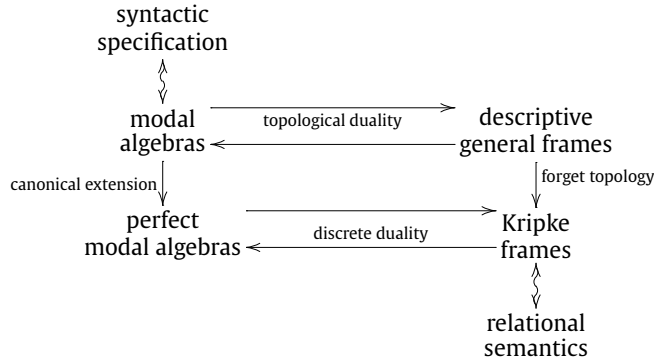 syntactic
specification
modal
algebras
topological duality
descriptive
general frames
canonical extension
forget topology
perfect
modal algebras
discrete duality
Kripke
frames
relational
semantics